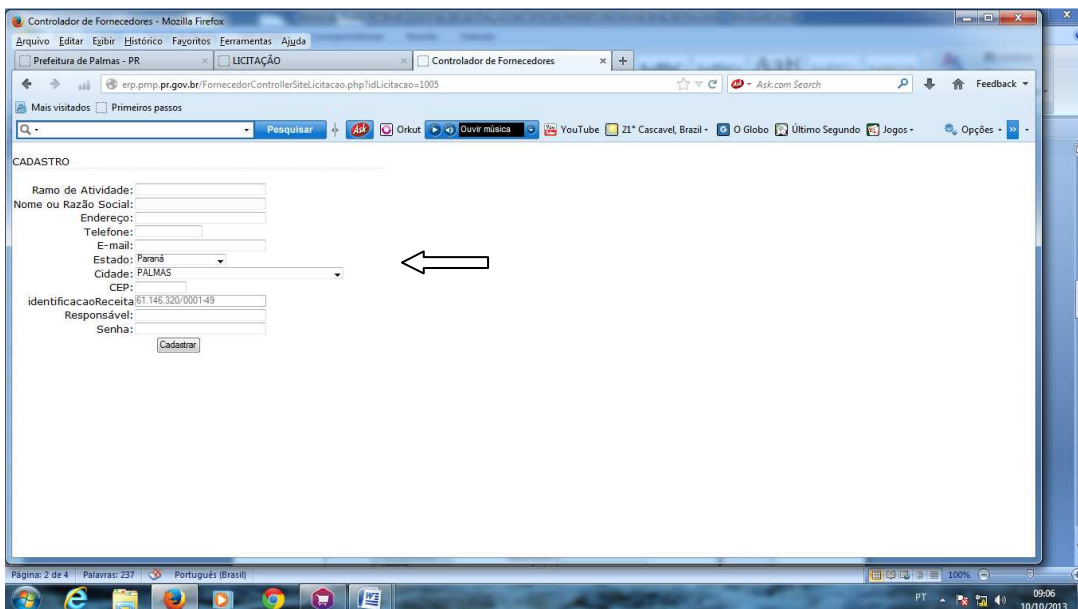 Controlador de Fornecedores - Mozilla Firefox
Arquivo Editar Exibir Histórico Favoritos Ferramentas Ajuda
Prefeitura de Palmas - PR × LICITAÇÃO × Controlador de Fornecedores × +
erp.pmp.pr.gov.br/FornecedorControllerSiteLicitacao.php?idLicitacao=1005 Ask.com Search Feedback
Mais visitados Primeiros passos
Pesquisar Ask Orkut Ouvir música YouTube 21° Cascavel, Brazil O Globo Último Segundo Jogos Opções »
CADASTRO
Ramo de Atividade:
Nome ou Razão Social:
Endereço:
Telefone:
E-mail:
Estado: Paraná
Cidade: PALMAS
CEP:
identificacaoReceita 61.146.320/0001-49
Responsável:
Senha:
Cadastrar
Página: 2 de 4 Palavras: 237 Português (Brasil) 100%
PT 09:06
10/10/2013